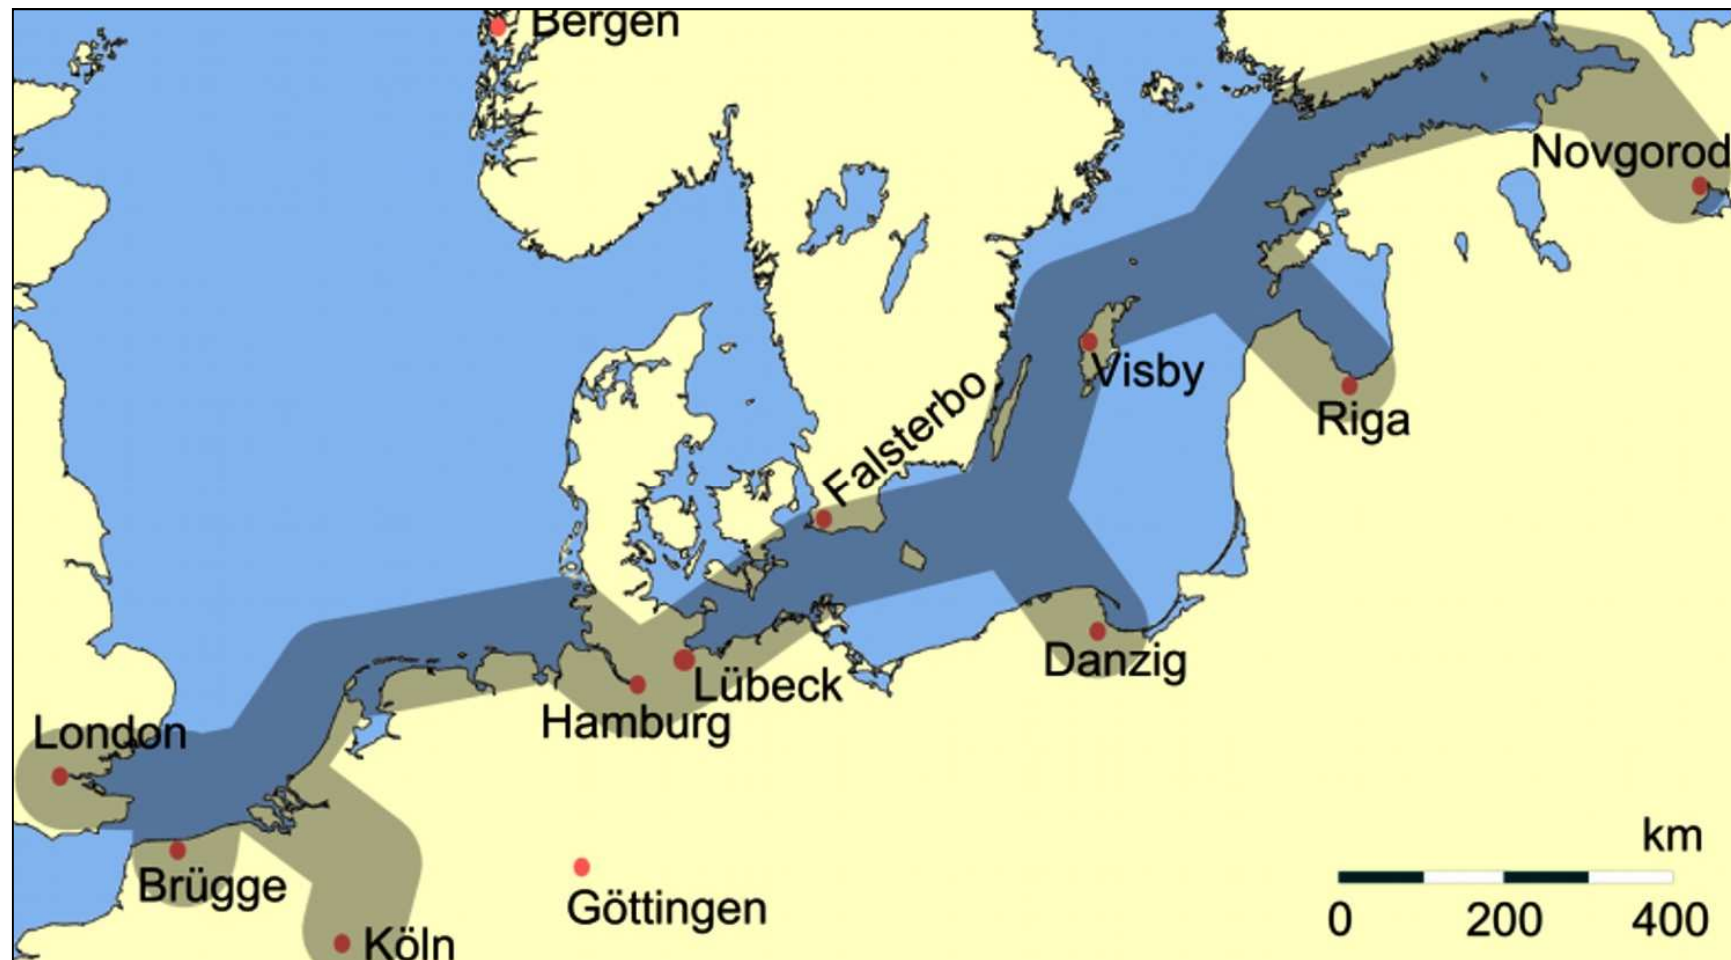 Bergen
Novgorod
Visby
Falsterbo
Riga
Danzig
Lübeck
Hamburg
London
Brügge
Göttingen
Köln
km
0 200 400